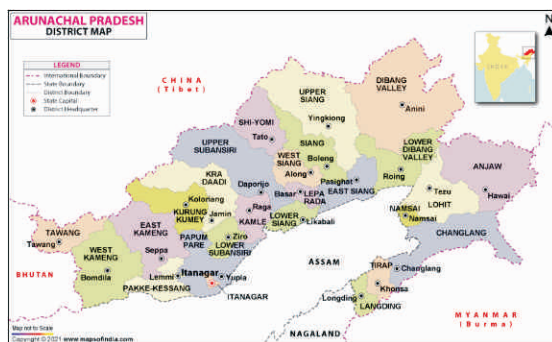 ARUNACHAL PRADESH
DISTRICT MAP
N
LEGEND
International Boundary
State Boundary
District Boundary
State Capital
District Headquarter
INDIA
CHINA
(Tibet)
UPPER
SIANG
DIBANG
VALLEY
Anini
SHI-YOMI
Tato
Yingkiong
UPPER
SUBANSIRI
SIANG
Boleng
LOWER
DIBANG
VALLEY
WEST
SIANG
Along
Pasighat
Roing
ANJAW
KRA
DAADI
Daporijo
Basar
LEPA
RADA
EAST SIANG
Tezu
Hawai
LOHIT
Koloriang
KURUNG
KUMEY
Jamin
Raga
KAMLE
LOWER
SIANG
Likabali
NAMSAI
Namsai
TAWANG
Tawang
EAST
KAMENG
Seppa
PAPUM
PARE
Ziro
LOWER
SUBANSIRI
CHANGLANG
WEST
KAMENG
Bomdila
BHUTAN
Lemmi
Itanagar
Yupia
ITANAGAR
PAKKE-KESSANG
ASSAM
TIRAP
Changlang
Khonsa
Longding
LANGDING
NAGALAND
MYANMAR
(Burma)
Map not to Scale
Copyright © 2021 www.mapsofindia.com